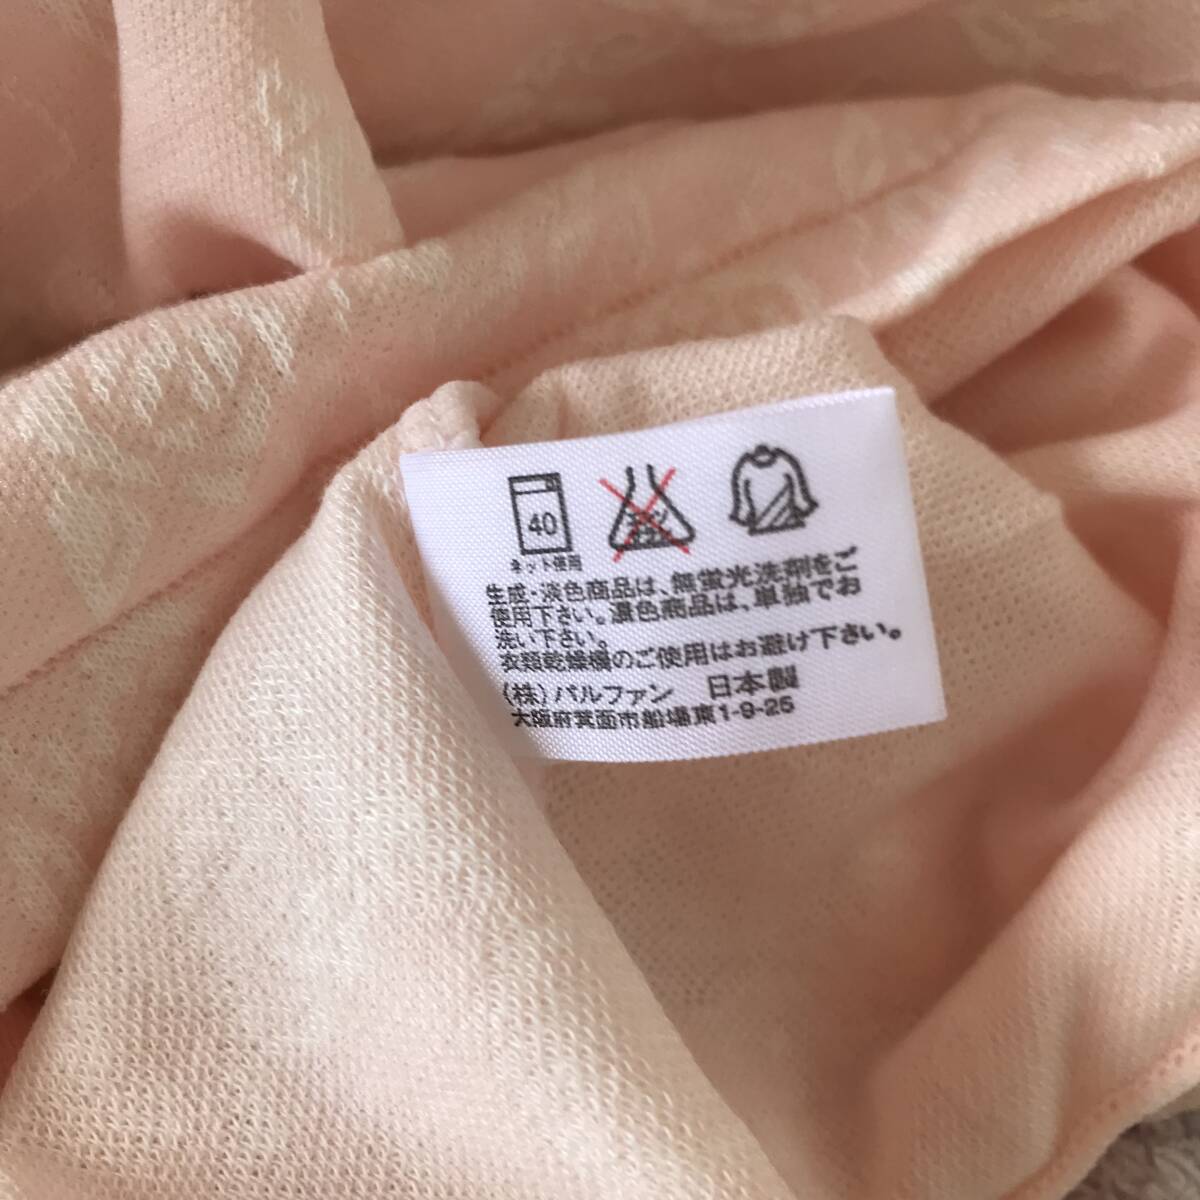 40
ネット使用
生成・淡色商品は、無蛍光洗剤をご
使用下さい。濃色商品は、単独でお
洗い下さい。
衣類乾燥機のご使用はお避け下さい。
(株)パルファン 日本製
大阪府箕面市船場東1-9-25